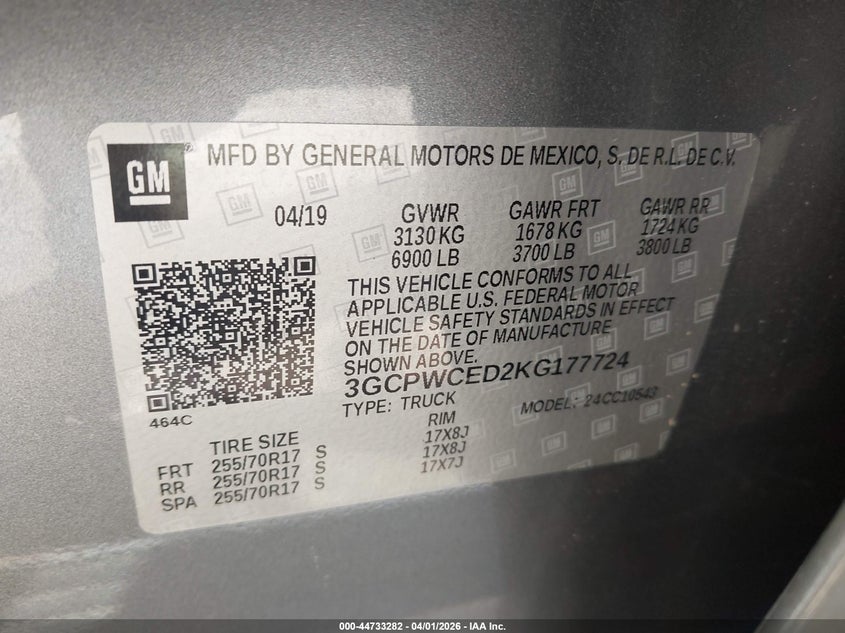 GM ® MFD BY GENERAL MOTORS DE MEXICO, S. DE R.L. DE C.V.
04/19 GVWR GAWR FRT GAWR RR
3130 KG 1678 KG 1724 KG
6900 LB 3700 LB 3800 LB
THIS VEHICLE CONFORMS TO ALL
APPLICABLE U.S. FEDERAL MOTOR
VEHICLE SAFETY STANDARDS IN EFFECT
ON THE DATE OF MANUFACTURE
SHOWN ABOVE.
3GCPWCED2KG177724
TYPE: TRUCK MODEL: 24CC10543
464C
TIRE SIZE RIM
FRT 255/70R17 S 17X8J
RR 255/70R17 S 17X8J
SPA 255/70R17 S 17X7J
000-44733282 - 04/01/2026 - IAA Inc.